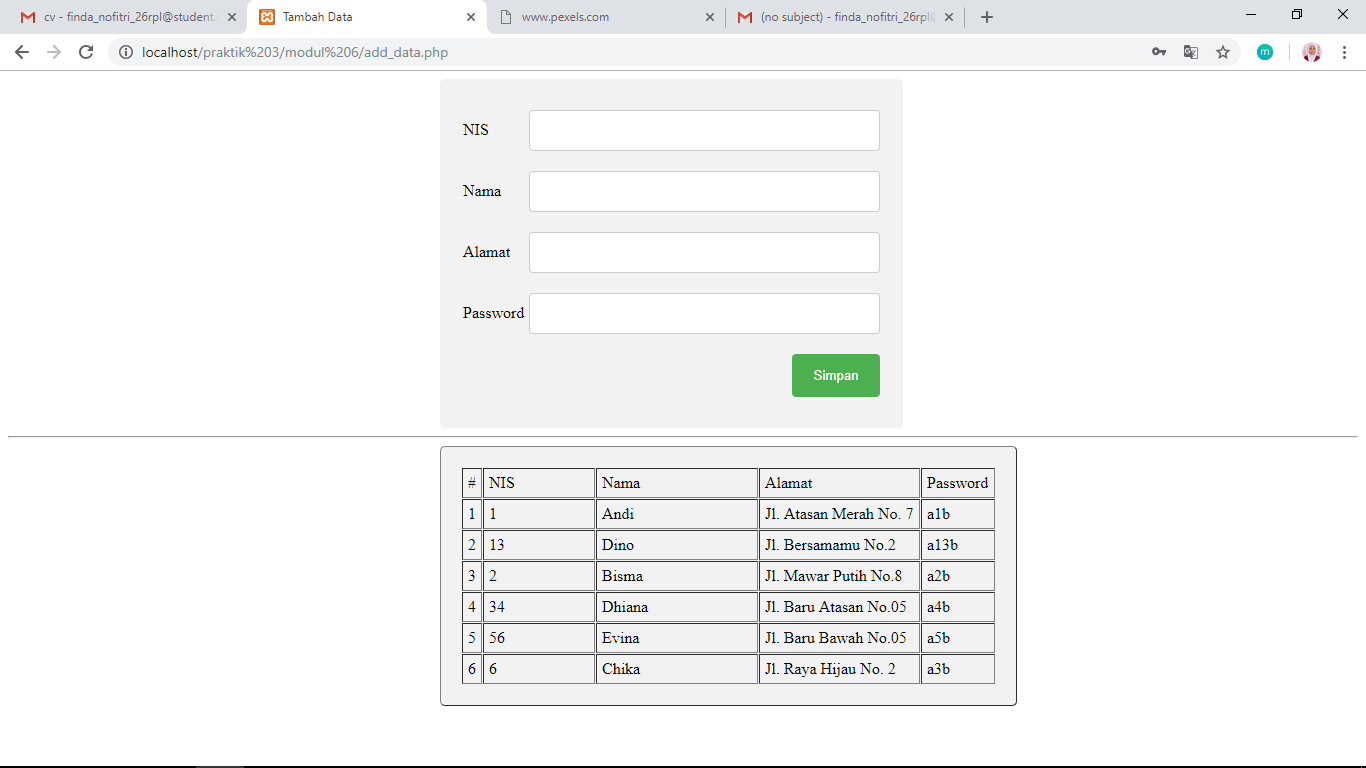 cv - finda_nofitri_26rpl@student.s
Tambah Data
www.pexels.com
(no subject) - finda_nofitri_26rpl@
localhost/praktik%203/modul%206/add_data.php
NIS
Nama
Alamat
Password
Simpan
# NIS Nama Alamat Password
1 1 Andi Jl. Atasan Merah No. 7 a1b
2 13 Dino Jl. Bersamamu No.2 a13b
3 2 Bisma Jl. Mawar Putih No.8 a2b
4 34 Dhiana Jl. Baru Atasan No.05 a4b
5 56 Evina Jl. Baru Bawah No.05 a5b
6 6 Chika Jl. Raya Hijau No. 2 a3b